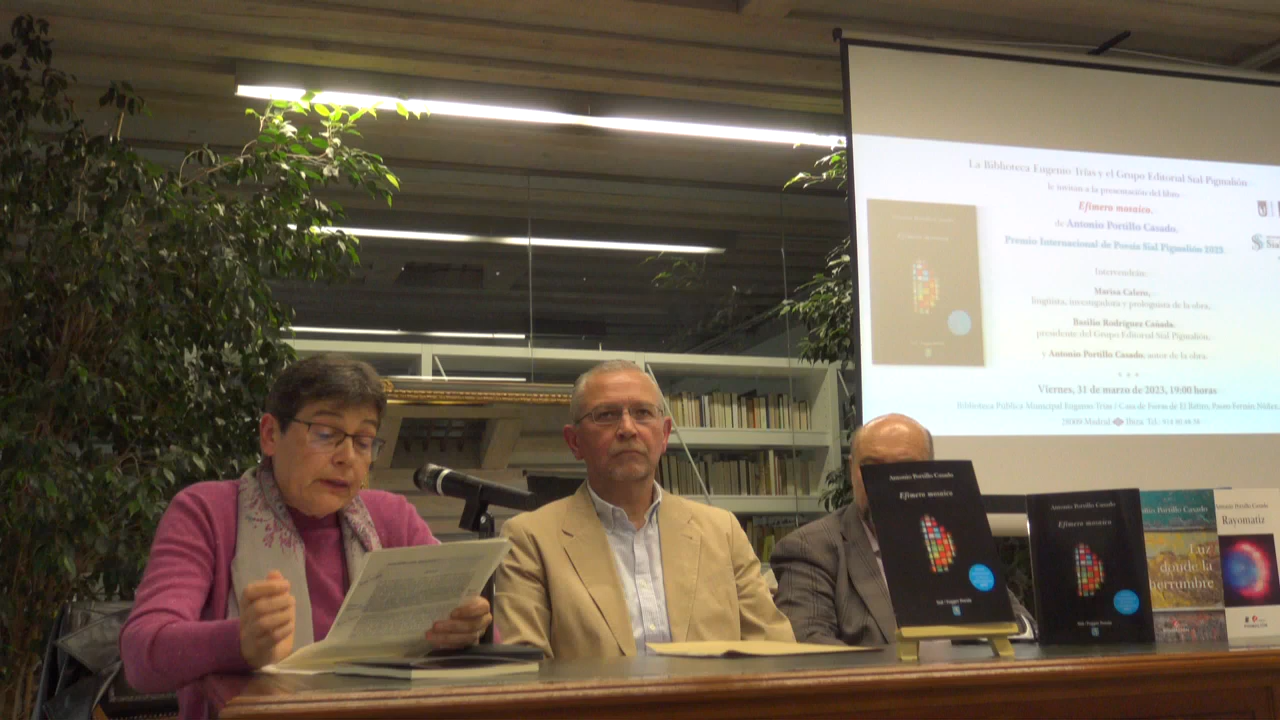 La Biblioteca Eugenio Trías y el Grupo Editorial Sial Pigmalión
le invitan a la presentación del libro
Efímero mosaico,
de Antonio Portillo Casado,
Premio Internacional de Poesía Sial Pigmalión 2023
Intervendrán:
Marisa Calero,
lingüista, investigadora y prologuista de la obra,
Basilio Rodríguez Cañada,
presidente del Grupo Editorial Sial Pigmalión,
y Antonio Portillo Casado, autor de la obra.
* * *
Viernes, 31 de marzo de 2023, 19:00 horas
Biblioteca Pública Municipal Eugenio Trías / Casa de Fieras de El Retiro, Paseo Fernán Núñez,
28009 Madrid Ibiza. Tel.:
Antonio Portillo Casado
Efímero mosaico
Antonio Portillo Casado
Efímero mosaico
Portillo Casado
Luz
donde la
herrumbre
Antonio Portillo Casado
Rayomatiz
PIGMALIÓN